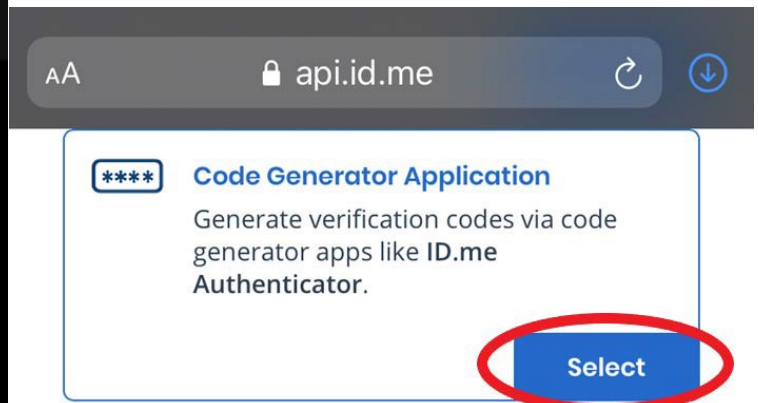 AA api.id.me
**** Code Generator Application
Generate verification codes via code
generator apps like ID.me
Authenticator.
Select